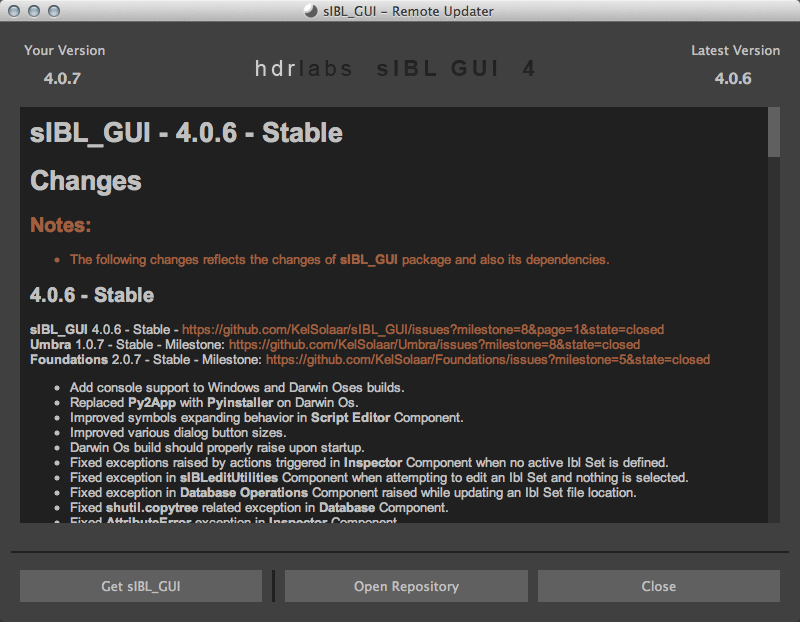 sIBL_GUI - Remote Updater
Your Version
Latest Version
4.0.7
hdrlabs sIBL GUI 4
4.0.6
sIBL_GUI - 4.0.6 - Stable
Changes
Notes:
• The following changes reflects the changes of sIBL_GUI package and also its dependencies.
4.0.6 - Stable
sIBL_GUI 4.0.6 - Stable - https://github.com/KelSolaar/sIBL_GUI/issues?milestone=8&page=1&state=closed
Umbra 1.0.7 - Stable - Milestone: https://github.com/KelSolaar/Umbra/issues?milestone=8&state=closed
Foundations 2.0.7 - Stable - Milestone: https://github.com/KelSolaar/Foundations/issues?milestone=5&state=closed
• Add console support to Windows and Darwin Oses builds.
• Replaced Py2App with PyInstaller on Darwin Os.
• Improved symbols expanding behavior in Script Editor Component.
• Improved various dialog button sizes.
• Darwin Os build should properly raise upon startup.
• Fixed exceptions raised by actions triggered in Inspector Component when no active Ibl Set is defined.
• Fixed exception in sIBLeditUtilities Component when attempting to edit an Ibl Set and nothing is selected.
• Fixed exception in Database Operations Component raised while updating an Ibl Set file location.
• Fixed shutil.copytree related exception in Database Component.
• Fixed AttributeError exception in Inspector Component.
Get sIBL_GUI
Open Repository
Close